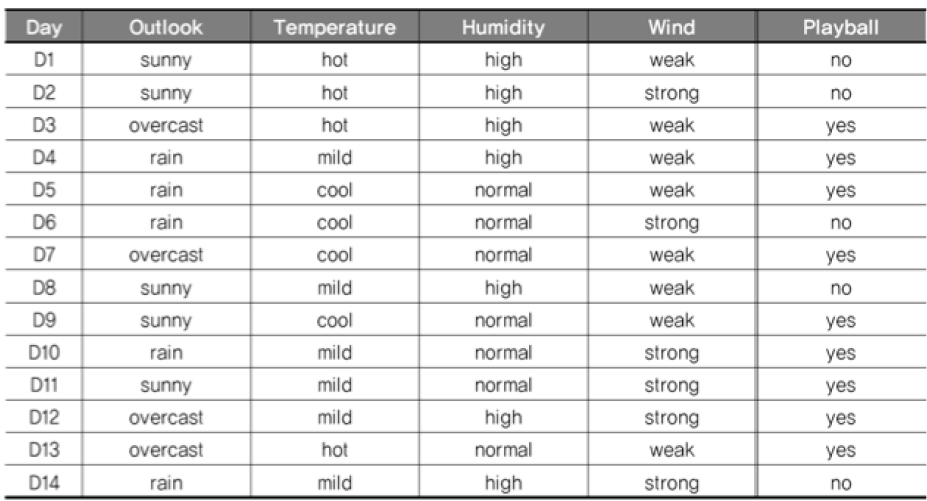 Day Outlook Temperature Humidity Wind Playball
D1 sunny hot high weak no
D2 sunny hot high strong no
D3 overcast hot high weak yes
D4 rain mild high weak yes
D5 rain cool normal weak yes
D6 rain cool normal strong no
D7 overcast cool normal weak yes
D8 sunny mild high weak no
D9 sunny cool normal weak yes
D10 rain mild normal strong yes
D11 sunny mild normal strong yes
D12 overcast mild high strong yes
D13 overcast hot normal weak yes
D14 rain mild high strong no